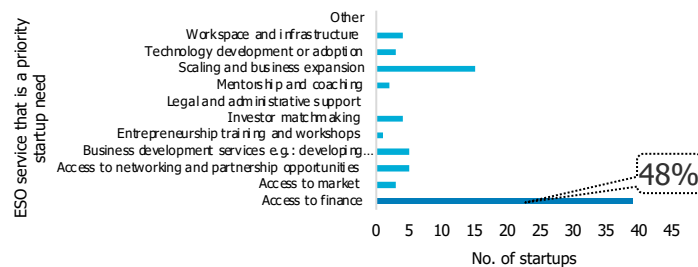 ESO service that is a priority
startup need
Other
Workspace and infrastructure
Technology development or adoption
Scaling and business expansion
Mentorship and coaching
Legal and administrative support
Investor matchmaking
Entrepreneurship training and workshops
Business development services e.g.: developing...
Access to networking and partnership opportunities
Access to market
Access to finance
48%
0 5 10 15 20 25 30 35 40 45
No. of startups